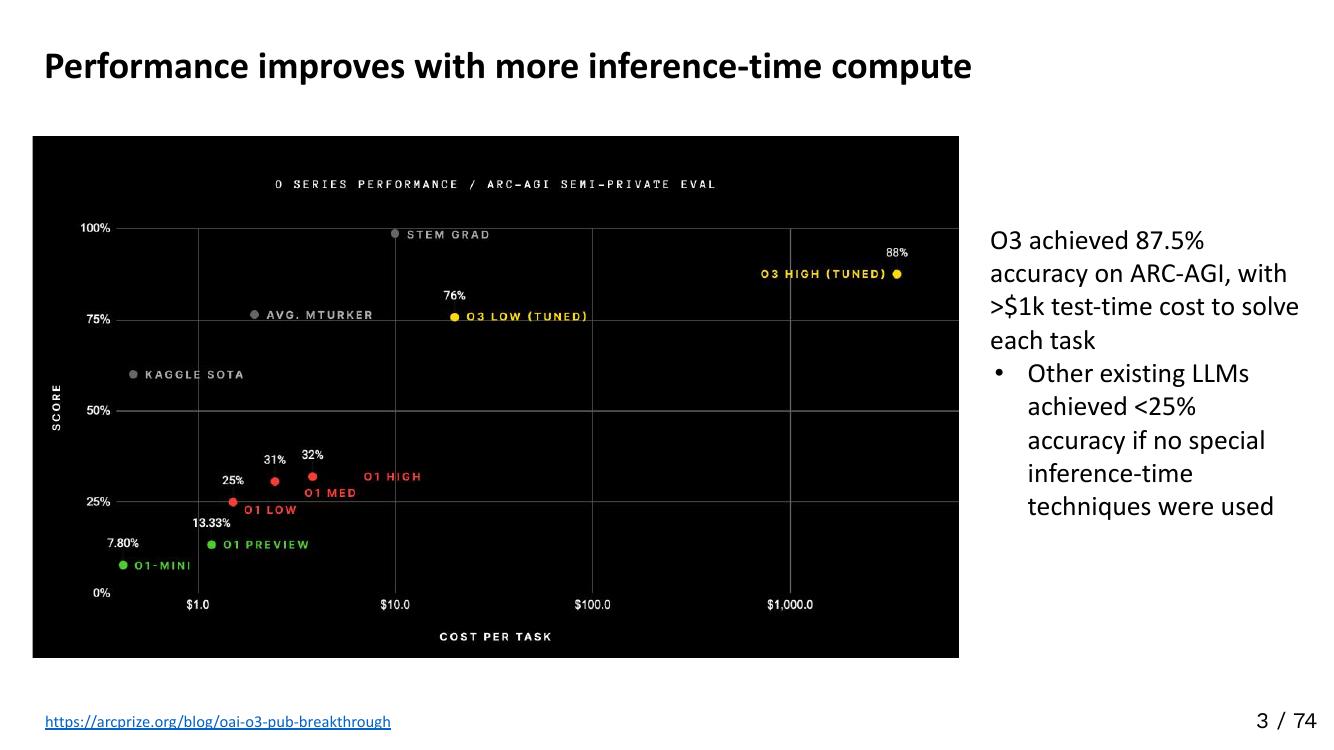 Performance improves with more inference-time compute
O SERIES PERFORMANCE / ARC-AGI SEMI-PRIVATE EVAL
100%
STEM GRAD
88%
O3 HIGH (TUNED)
76%
O3 LOW (TUNED)
AVG. MTURKER
75%
KAGGLE SOTA
SCORE
50%
31%
32%
O1 HIGH
25%
O1 MED
25%
O1 LOW
13.33%
O1 PREVIEW
7.80%
O1-MINI
0%
$1.0
$10.0
$100.0
$1,000.0
COST PER TASK
O3 achieved 87.5%
accuracy on ARC-AGI, with
>$1k test-time cost to solve
each task
• Other existing LLMs
achieved <25%
accuracy if no special
inference-time
techniques were used
https://arcprize.org/blog/oai-o3-pub-breakthrough
3 / 74